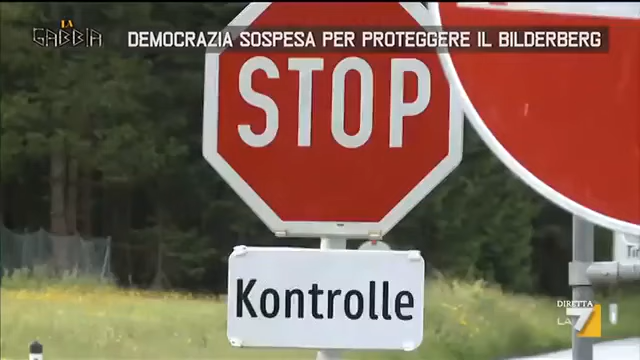 LA
GABBIA
DEMOCRAZIA SOSPESA PER PROTEGGERE IL BILDERBERG
STOP
Kontrolle
DIRETTA
LA7